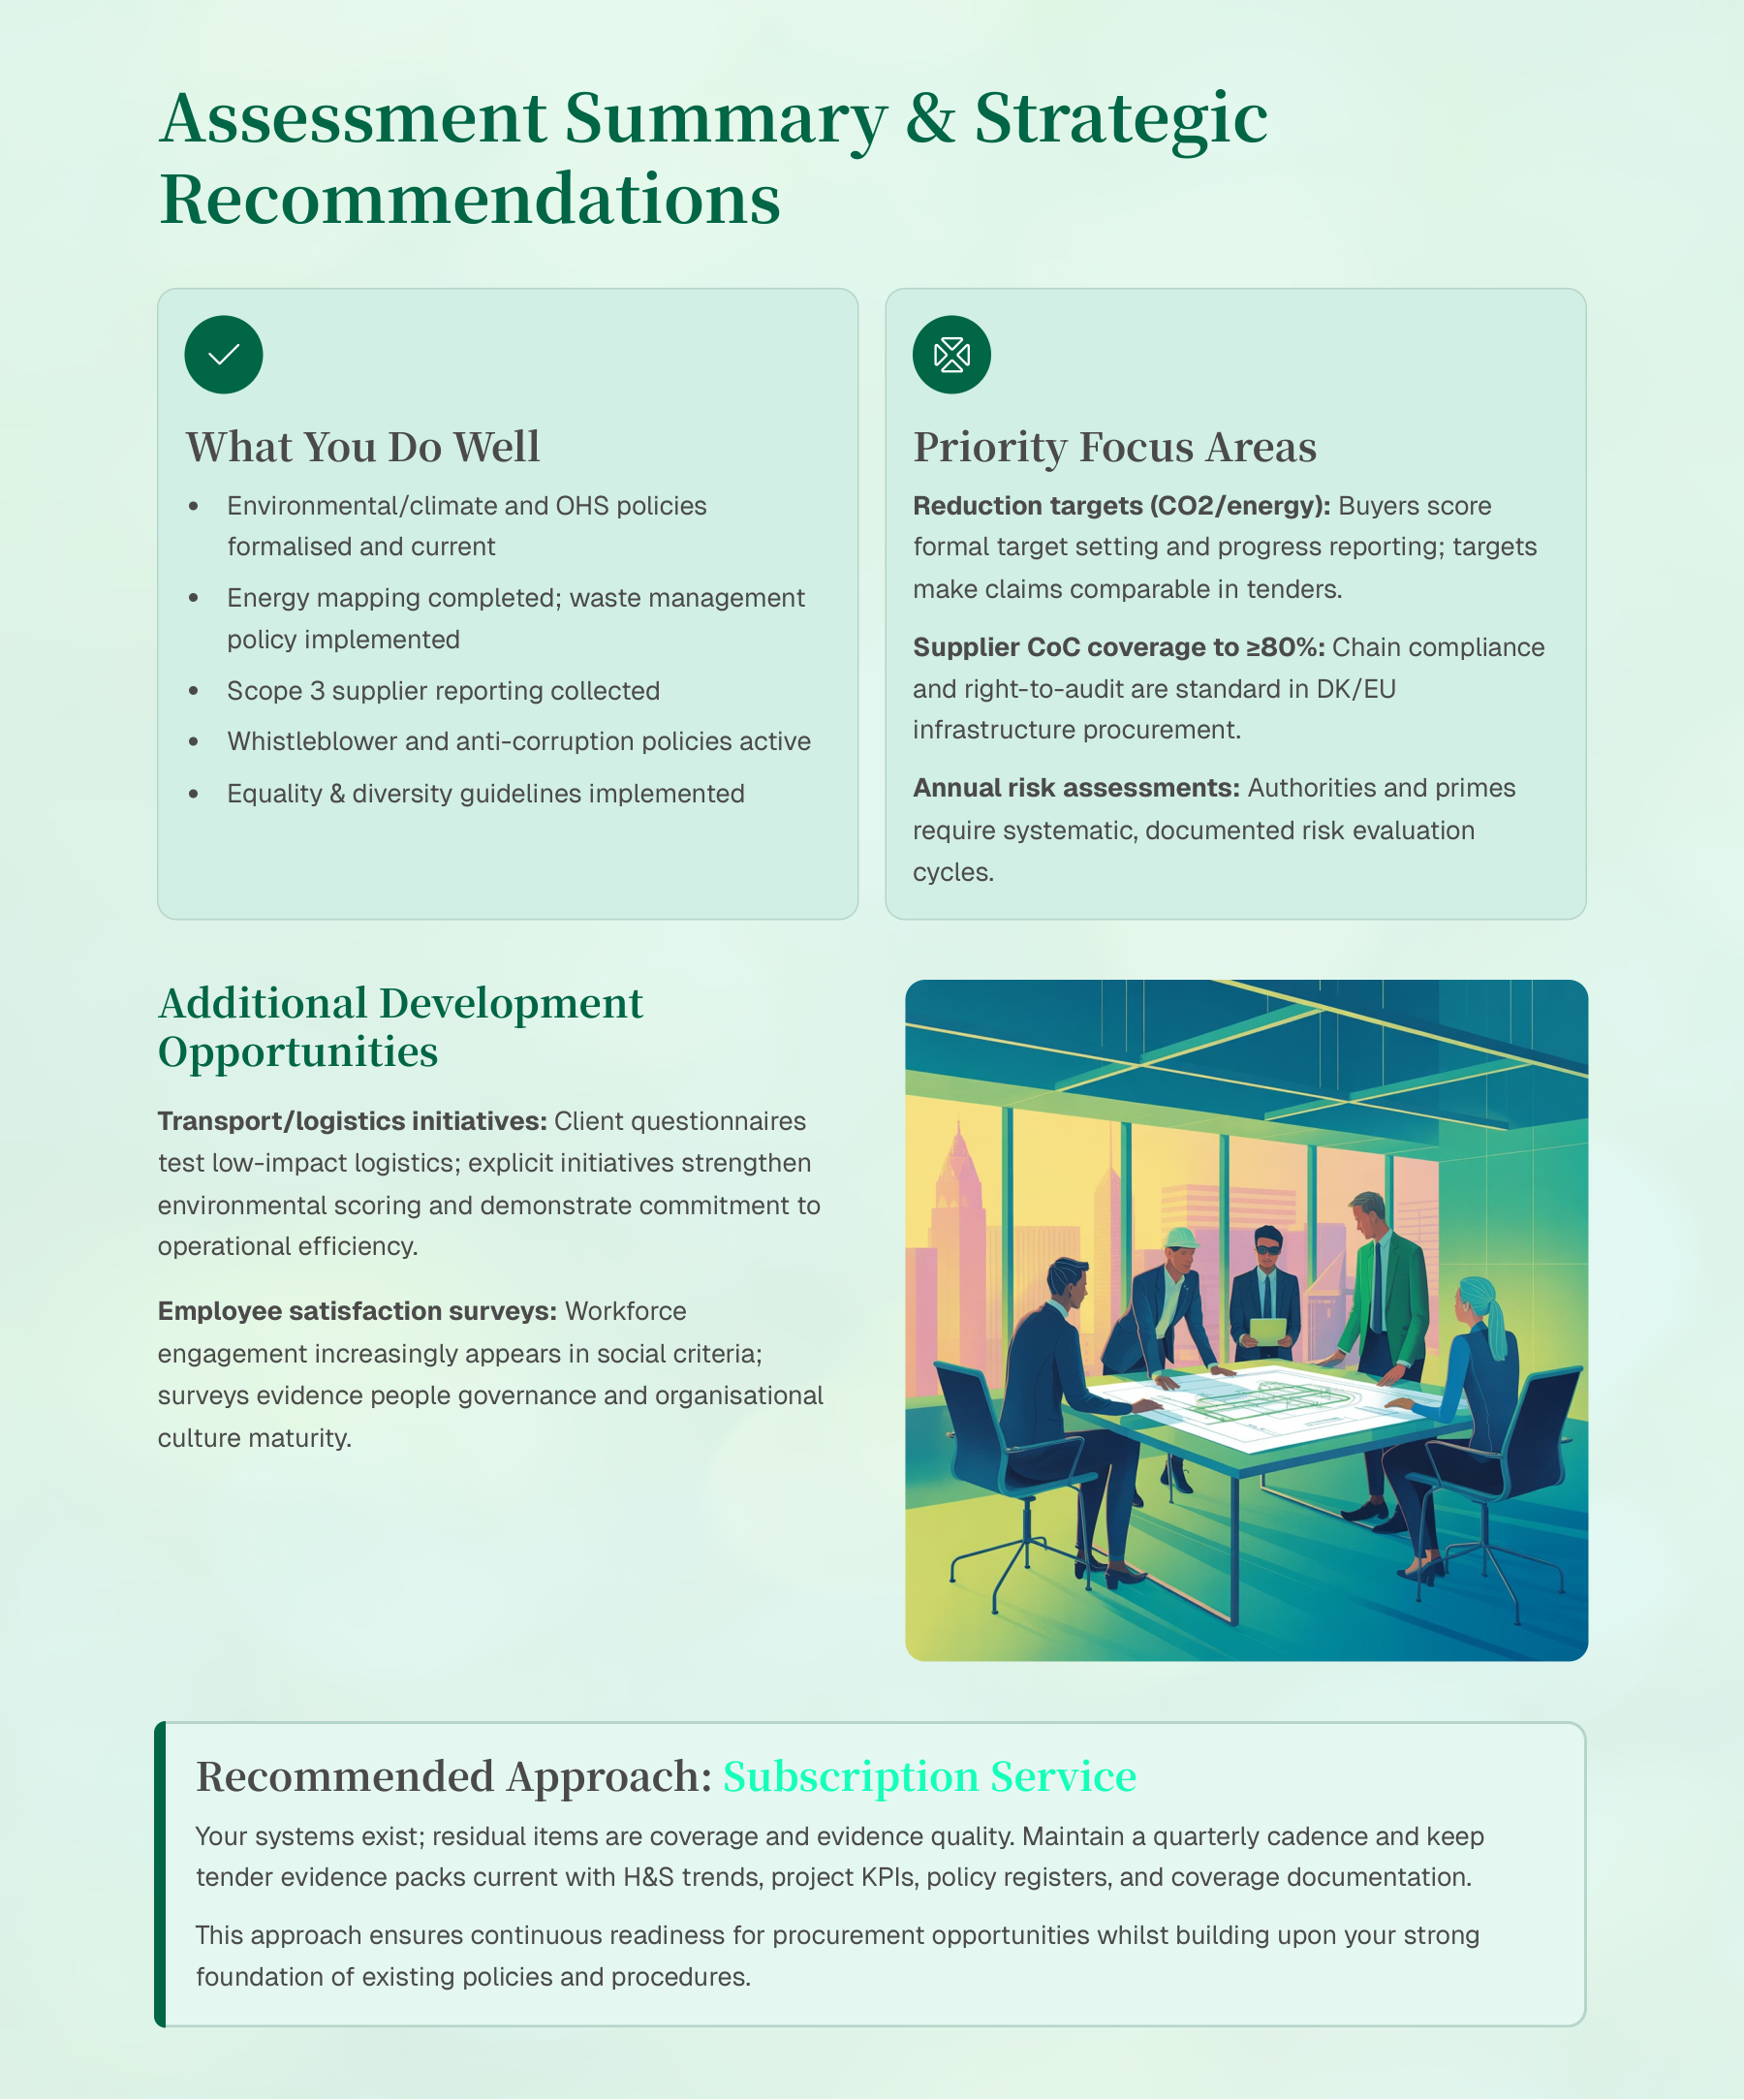 Assessment Summary & Strategic
Recommendations
What You Do Well
• Environmental/climate and OHS policies
formalised and current
• Energy mapping completed; waste management
policy implemented
• Scope 3 supplier reporting collected
• Whistleblower and anti-corruption policies active
• Equality & diversity guidelines implemented
Priority Focus Areas
Reduction targets (CO2/energy): Buyers score
formal target setting and progress reporting; targets
make claims comparable in tenders.
Supplier CoC coverage to ≥80%: Chain compliance
and right-to-audit are standard in DK/EU
infrastructure procurement.
Annual risk assessments: Authorities and primes
require systematic, documented risk evaluation
cycles.
Additional Development
Opportunities
Transport/logistics initiatives: Client questionnaires
test low-impact logistics; explicit initiatives strengthen
environmental scoring and demonstrate commitment to
operational efficiency.
Employee satisfaction surveys: Workforce
engagement increasingly appears in social criteria;
surveys evidence people governance and organisational
culture maturity.
Recommended Approach: Subscription Service
Your systems exist; residual items are coverage and evidence quality. Maintain a quarterly cadence and keep
tender evidence packs current with H&S trends, project KPIs, policy registers, and coverage documentation.
This approach ensures continuous readiness for procurement opportunities whilst building upon your strong
foundation of existing policies and procedures.